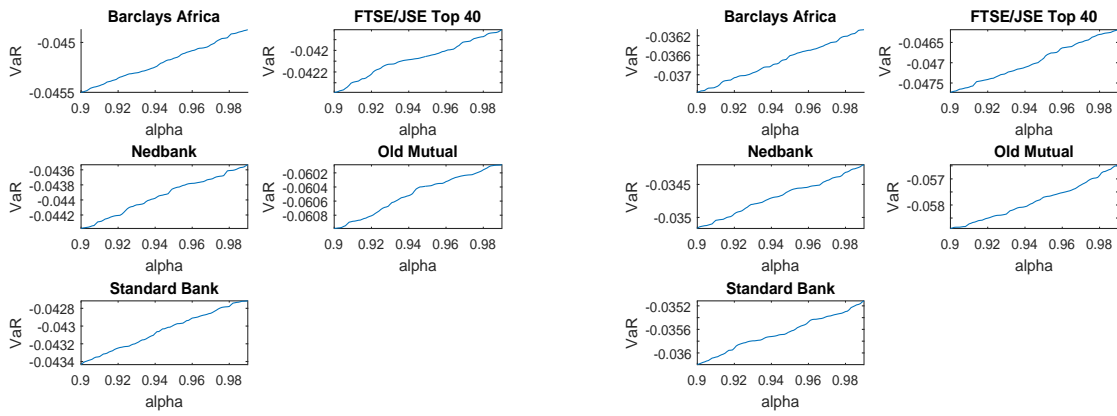 Barclays Africa
VaR
-0.045
-0.0455
0.9 0.92 0.94 0.96 0.98
alpha
FTSE/JSE Top 40
VaR
-0.042
-0.0422
0.9 0.92 0.94 0.96 0.98
alpha
Nedbank
VaR
-0.0436
-0.0438
-0.044
-0.0442
0.9 0.92 0.94 0.96 0.98
alpha
Old Mutual
VaR
-0.0602
-0.0604
-0.0606
-0.0608
0.9 0.92 0.94 0.96 0.98
alpha
Standard Bank
VaR
-0.0428
-0.043
-0.0432
-0.0434
0.9 0.92 0.94 0.96 0.98
alpha
Barclays Africa
VaR
-0.0362
-0.0366
-0.037
0.9 0.92 0.94 0.96 0.98
alpha
FTSE/JSE Top 40
VaR
-0.0465
-0.047
-0.0475
0.9 0.92 0.94 0.96 0.98
alpha
Nedbank
VaR
-0.0345
-0.035
0.9 0.92 0.94 0.96 0.98
alpha
Old Mutual
VaR
-0.057
-0.058
0.9 0.92 0.94 0.96 0.98
alpha
Standard Bank
VaR
-0.0352
-0.0356
-0.036
0.9 0.92 0.94 0.96 0.98
alpha